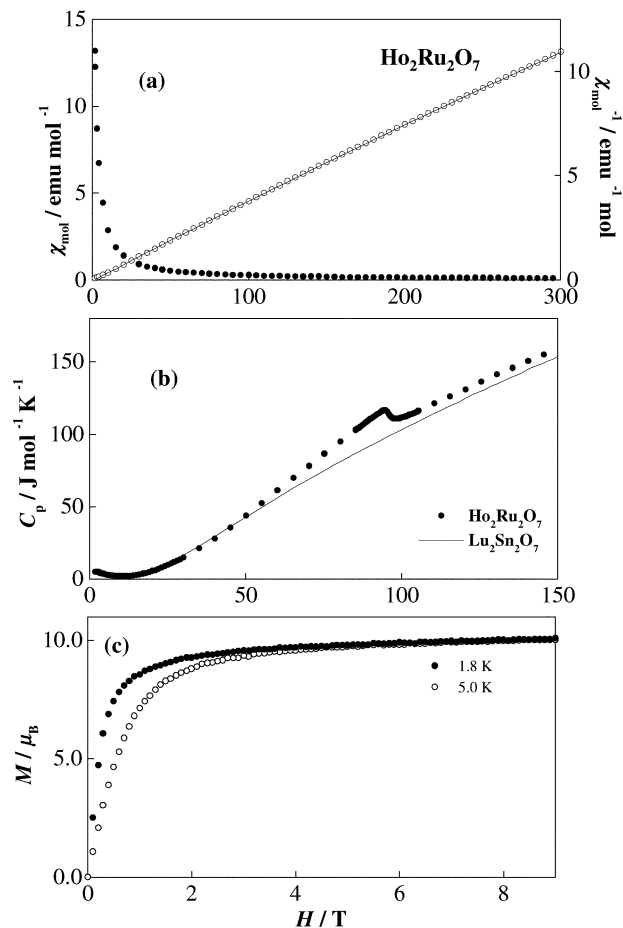 15
10
5
0
(a)
Ho₂Ru₂O₇
10
5
0
χmol / emu mol⁻¹
χmol⁻¹ / emu⁻¹ mol
0
100
200
300
150
100
50
0
(b)
Cp / J mol⁻¹ K⁻¹
Ho₂Ru₂O₇
Lu₂Sn₂O₇
0
50
100
150
10.0
5.0
0.0
(c)
M / μB
1.8 K
5.0 K
0
2
4
6
8
H / T